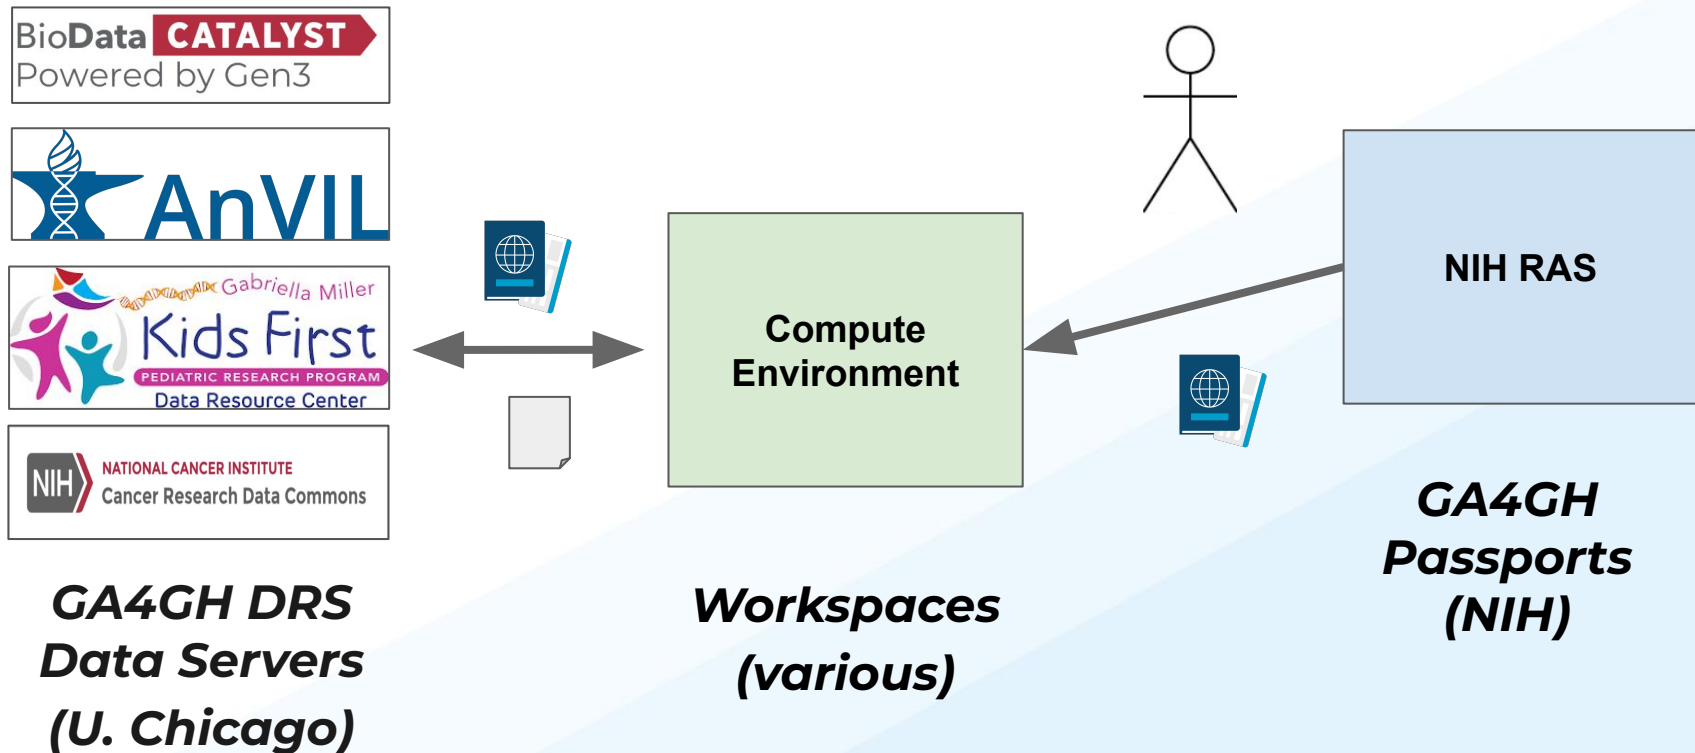 BioData CATALYST
Powered by Gen3
AnVIL
Gabriella Miller
Kids First
PEDIATRIC RESEARCH PROGRAM
Data Resource Center
NIH
NATIONAL CANCER INSTITUTE
Cancer Research Data Commons
GA4GH DRS
Data Servers
(U. Chicago)
Compute
Environment
Workspaces
(various)
NIH RAS
GA4GH
Passports
(NIH)